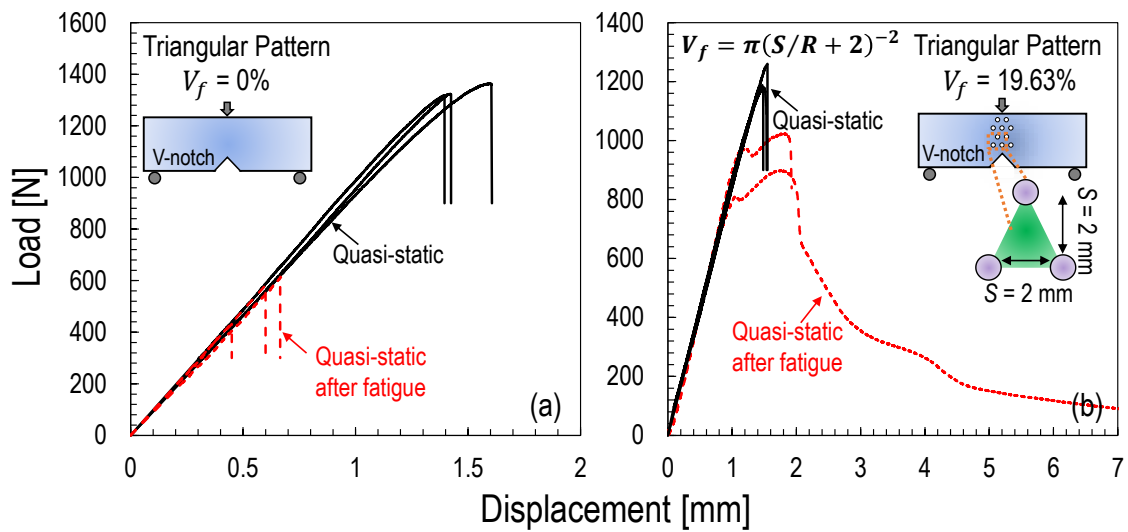 Load [N]
1600
1400
1200
1000
800
600
400
200
0
0
0.5
1
1.5
2
Triangular Pattern
V_f = 0%
V-notch
Quasi-static
Quasi-static
after fatigue
(a)
1400
1200
1000
800
600
400
200
0
0
1
2
3
4
5
6
7
V_f = π(S/R + 2)⁻²
Triangular Pattern
V_f = 19.63%
Quasi-static
V-notch
S = 2 mm
S = 2 mm
Quasi-static
after fatigue
(b)
Displacement [mm]